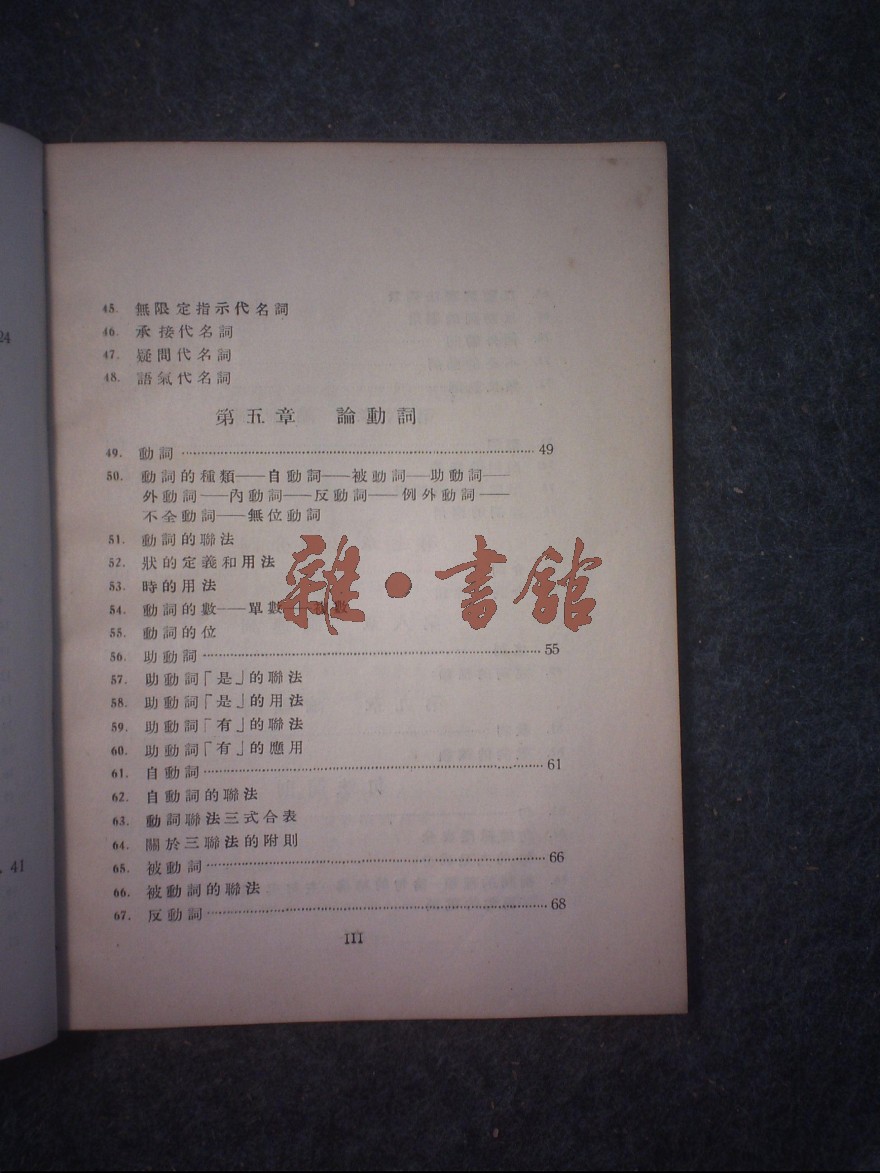 45. 無限定指示代名詞
46. 承接代名詞
47. 疑問代名詞
48. 語氣代名詞
第五章 論動詞
49. 動詞 49
50. 動詞的種類——自動詞——被動詞——助動詞——
外動詞——內動詞——反動詞——例外動詞——
不全動詞——無位動詞
51. 動詞的聯法
52. 狀的定義和用法
53. 時的用法
54. 動詞的數——單數——複數
55. 動詞的位
56. 助動詞 55
57. 助動詞「是」的聯法
58. 助動詞「是」的用法
59. 助動詞「有」的聯法
60. 助動詞「有」的應用
61. 自動詞 61
62. 自動詞的聯法
63. 動詞聯法三式合表
64. 關於三聯法的附則
65. 被動詞 66
66. 被動詞的聯法
67. 反動詞 68
III
24
41
雜·書館